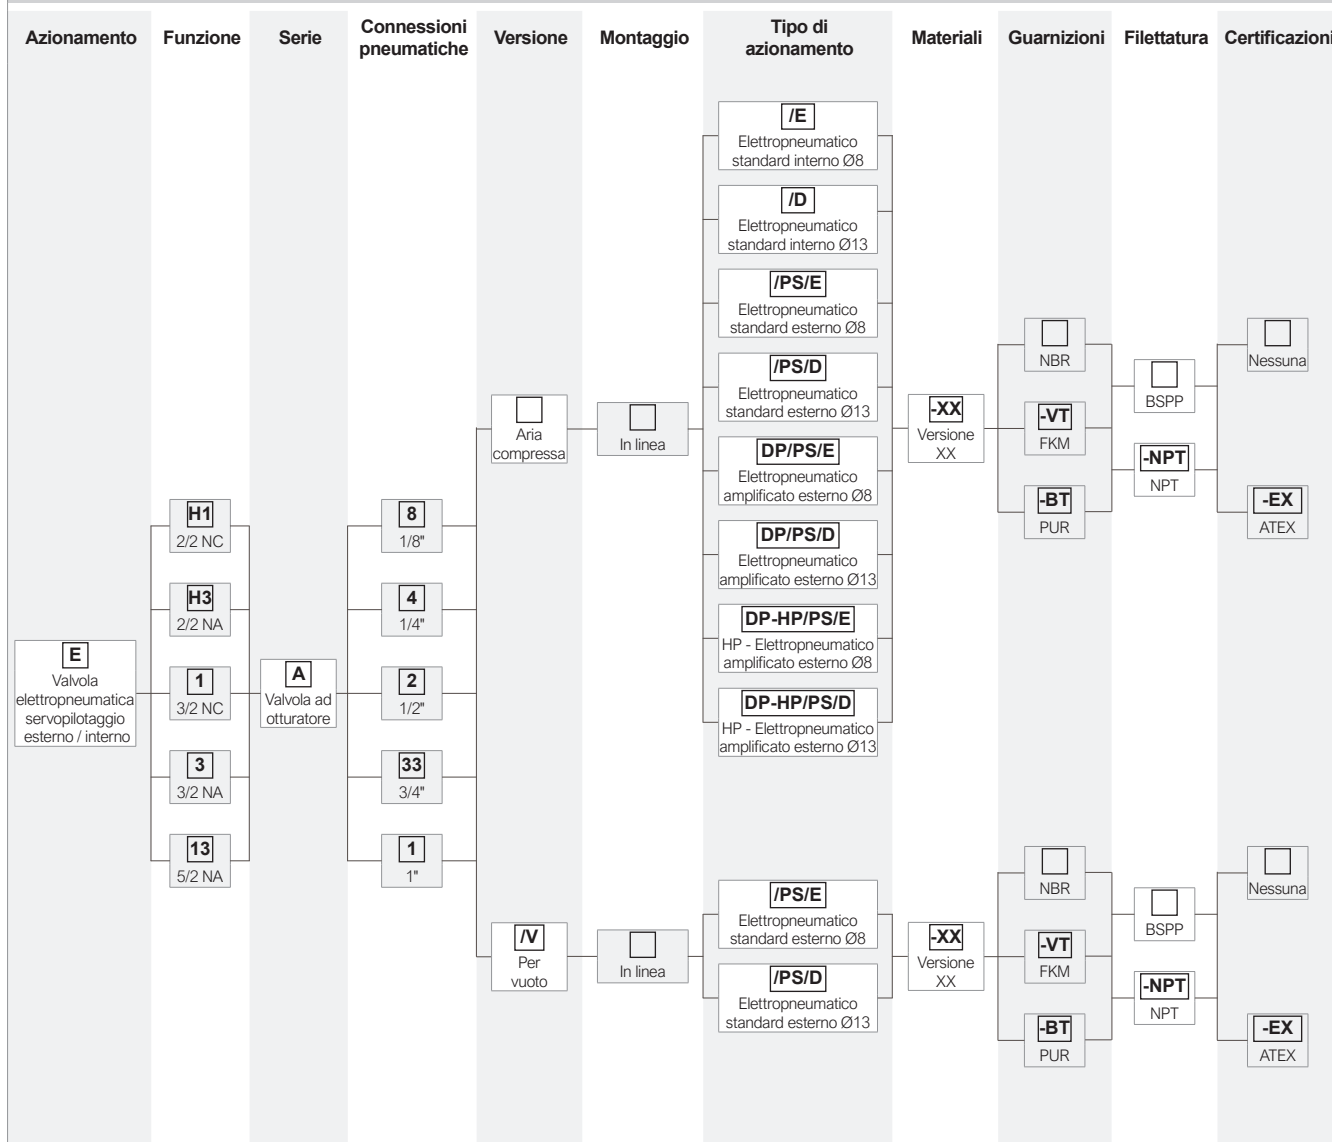 Azionamento
Funzione
Serie
Connessioni
pneumatiche
Versione
Montaggio
Tipo di
azionamento
Materiali
Guarnizioni
Filettatura
Certificazioni
E
Valvola
elettropneumatica
servopilotaggio
esterno / interno
H1
2/2 NC
H3
2/2 NA
1
3/2 NC
3
3/2 NA
13
5/2 NA
A
Valvola ad
otturatore
8
1/8"
4
1/4"
2
1/2"
33
3/4"
1
1"
Aria
compressa
In linea
/E
Elettropneumatico
standard interno Ø8
/D
Elettropneumatico
standard interno Ø13
/PS/E
Elettropneumatico
standard esterno Ø8
/PS/D
Elettropneumatico
standard esterno Ø13
DP/PS/E
Elettropneumatico
amplificato esterno Ø8
DP/PS/D
Elettropneumatico
amplificato esterno Ø13
DP-HP/PS/E
HP - Elettropneumatico
amplificato esterno Ø8
DP-HP/PS/D
HP - Elettropneumatico
amplificato esterno Ø13
-XX
Versione
XX
NBR
-VT
FKM
-BT
PUR
BSPP
-NPT
NPT
Nessuna
-EX
ATEX
/V
Per
vuoto
In linea
/PS/E
Elettropneumatico
standard esterno Ø8
/PS/D
Elettropneumatico
standard esterno Ø13
-XX
Versione
XX
NBR
-VT
FKM
-BT
PUR
BSPP
-NPT
NPT
Nessuna
-EX
ATEX